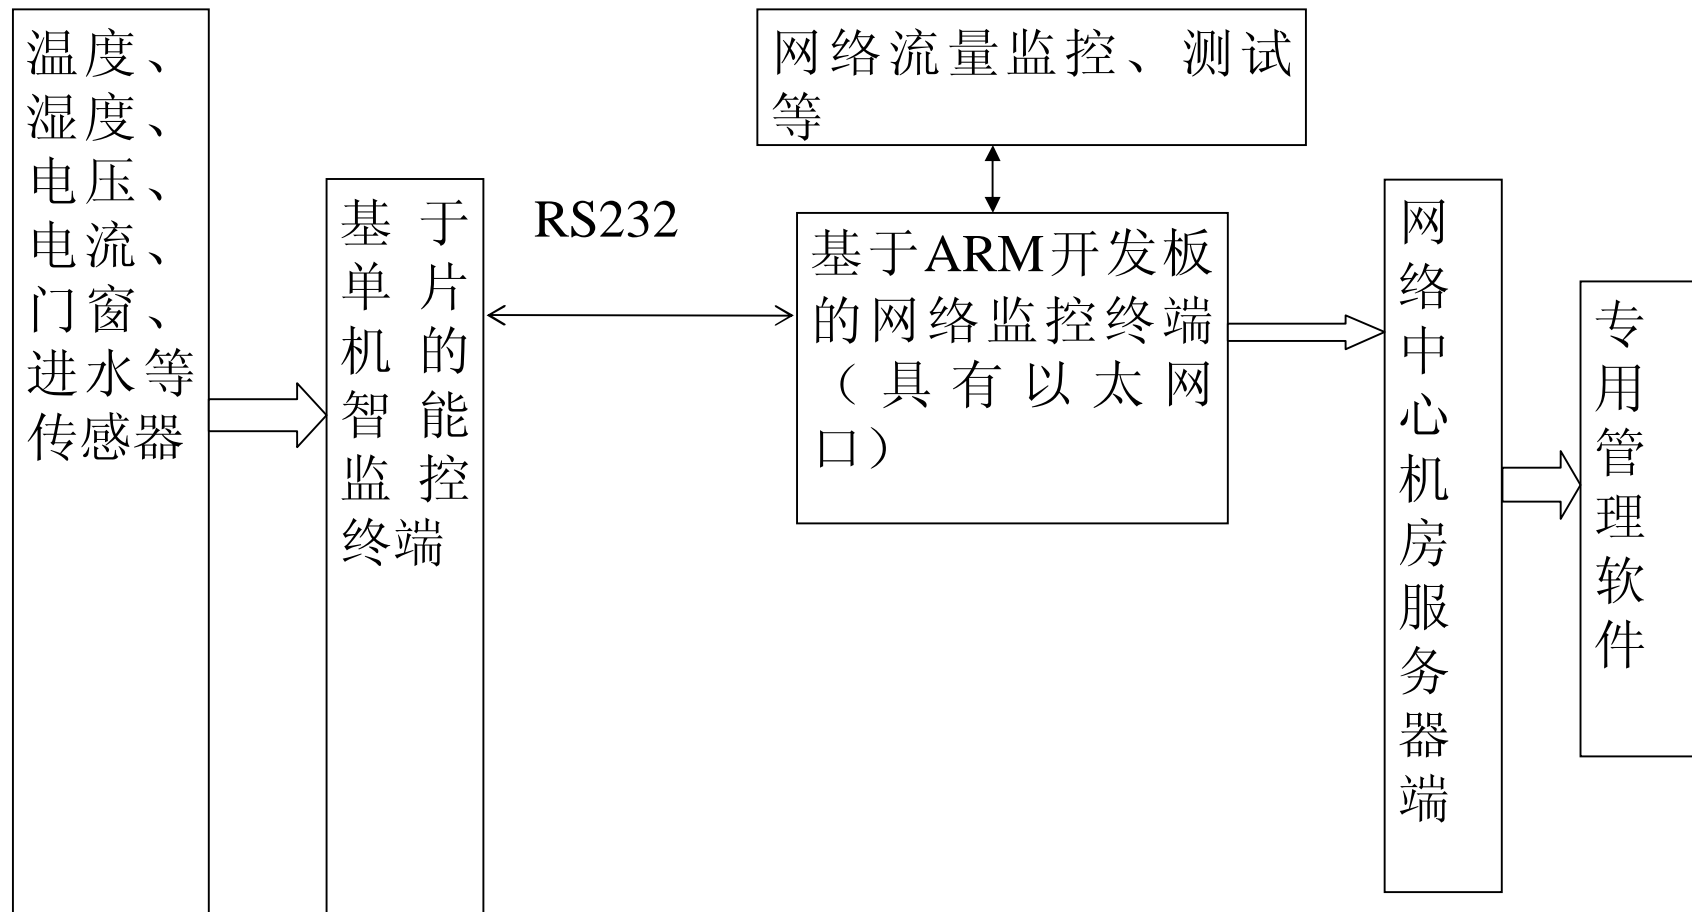 温度、
湿度、
电压、
电流、
门窗、
进水等
传感器
基于
单片
机的
智能
监控
终端
RS232
网络流量监控、测试
等
基于ARM开发板
的网络监控终端
（具有以太网
口）
网
络
中
心
机
房
服
务
器
端
专
用
管
理
软
件